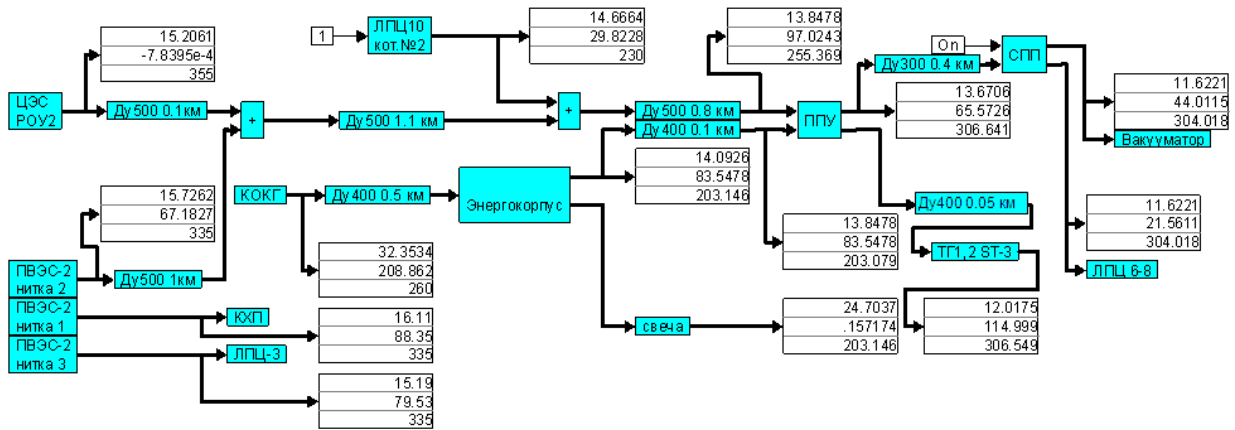 15.2061
-7.8395e-4
355
1
ЛПЦ10
кот.№2
14.6664
29.8228
230
13.8478
97.0243
255.369
On
СПП
Ду300 0.4 км
11.6221
44.0115
304.018
Вакууматор
ЦЭС
РОУ2
Ду500 0.1км
+
Ду500 1.1 км
+
Ду500 0.8 км
Ду400 0.1 км
ППУ
13.6706
65.5726
306.641
15.7262
67.1827
335
КОКГ
Ду400 0.5 км
Энергокорпус
14.0926
83.5478
203.146
Ду400 0.05 км
11.6221
21.5611
304.018
13.8478
83.5478
203.079
ТГ1,2 ST-3
ЛПЦ 6-8
ПВЭС-2
нитка 2
Ду500 1км
32.3534
208.862
260
ПВЭС-2
нитка 1
КХП
16.11
88.35
335
свеча
24.7037
.157174
203.146
12.0175
114.999
306.549
ПВЭС-2
нитка 3
ЛПЦ-3
15.19
79.53
335